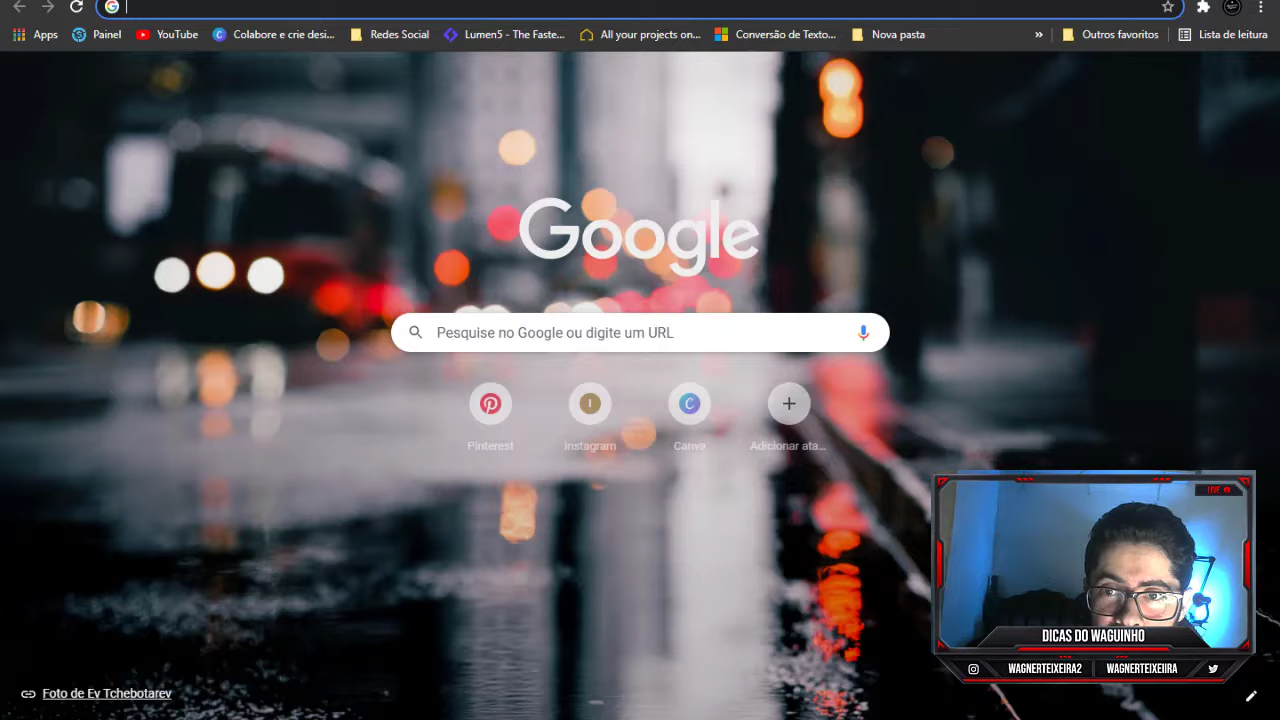 Apps
Painel
YouTube
Colabore e crie desi...
Redes Social
Lumen5 - The Faste...
All your projects on...
Conversão de Texto...
Nova pasta
»
Outros favoritos
Lista de leitura
Google
Pesquise no Google ou digite um URL
Pinterest
I
Instagram
C
Canva
Adicionar ata...
LIVE
DICAS DO WAGUINHO
WAGNERTEIXEIRA2
WAGNERTEIXEIIRA
Foto de Ev Tchebotarev